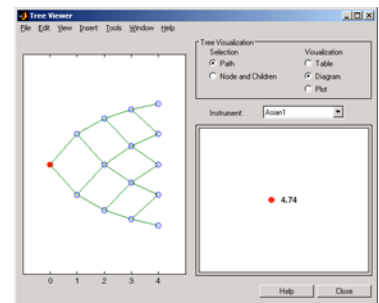 Tree Viewer
File Edit View Insert Tools Window Help
Tree Visualization
Selection
Visualization
Path
Table
Node and Children
Diagram
Plot
Instrument:
Asian1
4.74
0 1 2 3 4
Help Close